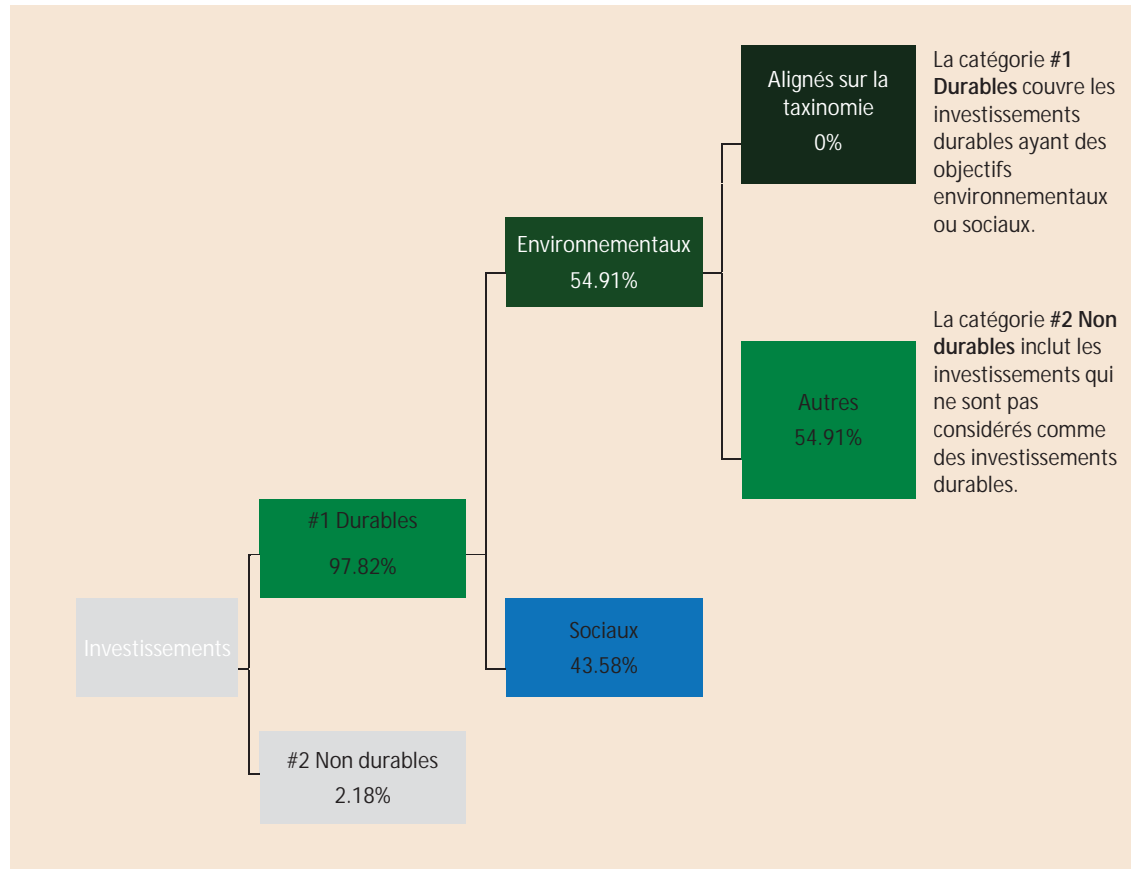 Alignés sur la
taxinomie
0%
La catégorie #1
Durables couvre les
investissements
durables ayant des
objectifs
environnementaux
ou sociaux.
Environnementaux
54.91%
La catégorie #2 Non
durables inclut les
investissements qui
ne sont pas
considérés comme
des investissements
durables.
Autres
54.91%
#1 Durables
97.82%
Investissements
Sociaux
43.58%
#2 Non durables
2.18%